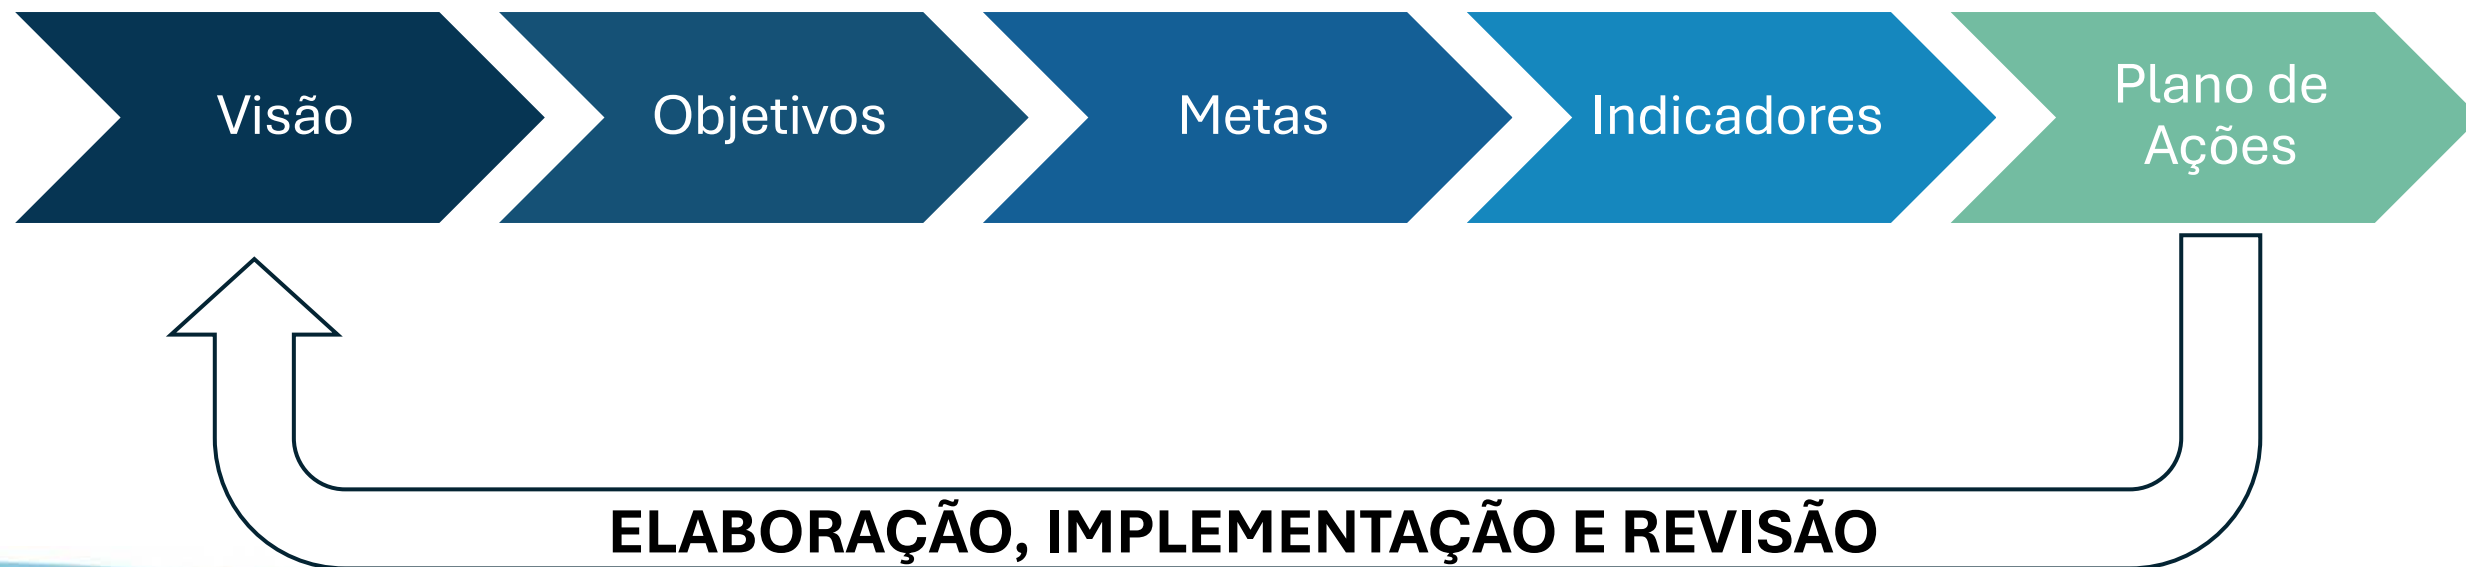 Visão
Objetivos
Metas
Indicadores
Plano de
Ações
ELABORAÇÃO, IMPLEMENTAÇÃO E REVISÃO